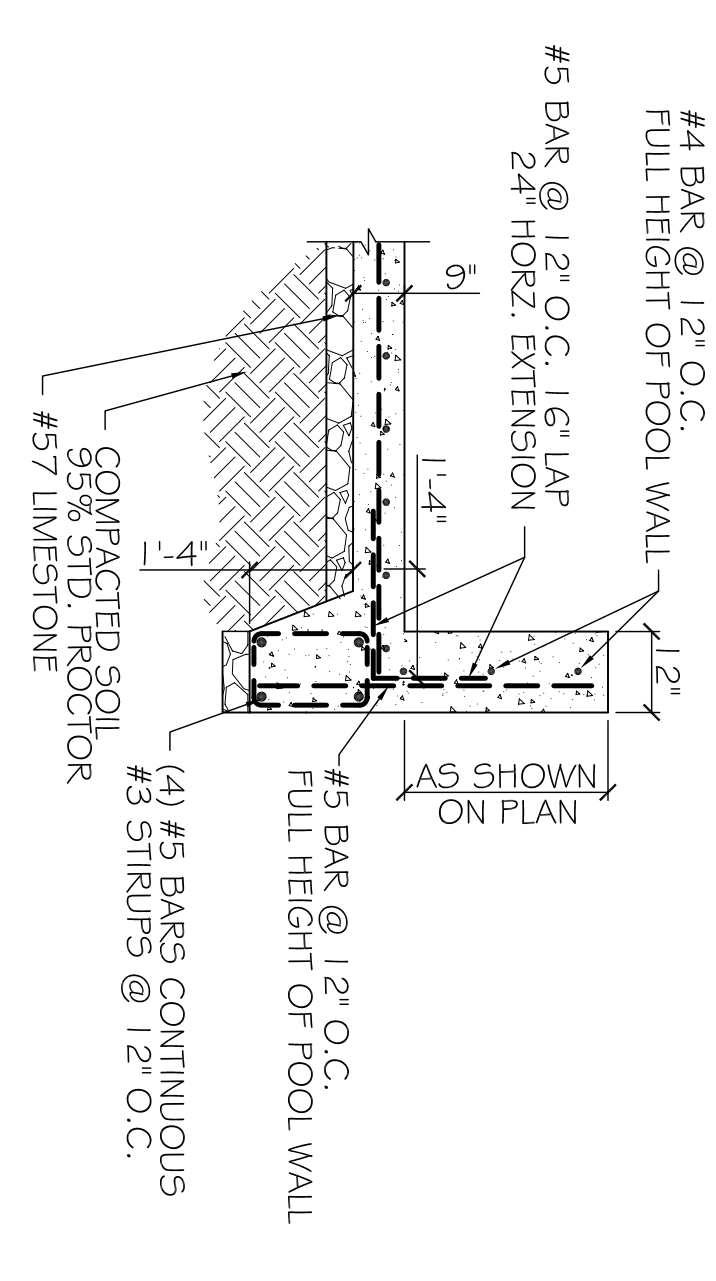 #4 BAR @ 12" O.C.
FULL HEIGHT OF POOL WALL
#5 BAR @ 12" O.C. 16" LAP
24" HORZ. EXTENSION
9"
1'-4"
12"
1'-4"
AS SHOWN
ON PLAN
COMPACTED SOIL
95% STD. PROCTOR
#57 LIMESTONE
#5 BAR @ 12" O.C.
FULL HEIGHT OF POOL WALL
(4) #5 BARS CONTINUOUS
#3 STIRUPS @ 12" O.C.